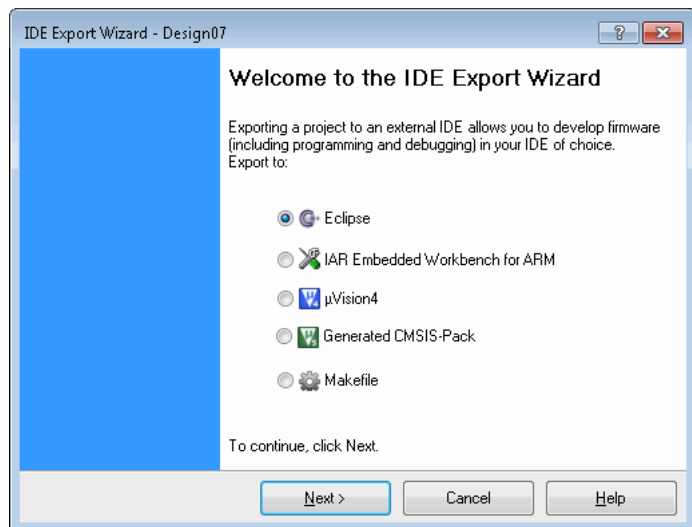 IDE Export Wizard - Design07
Welcome to the IDE Export Wizard
Exporting a project to an external IDE allows you to develop firmware
(including programming and debugging) in your IDE of choice.
Export to:
Eclipse
IAR Embedded Workbench for ARM
µVision4
Generated CMSIS-Pack
Makefile
To continue, click Next.
Next >
Cancel
Help